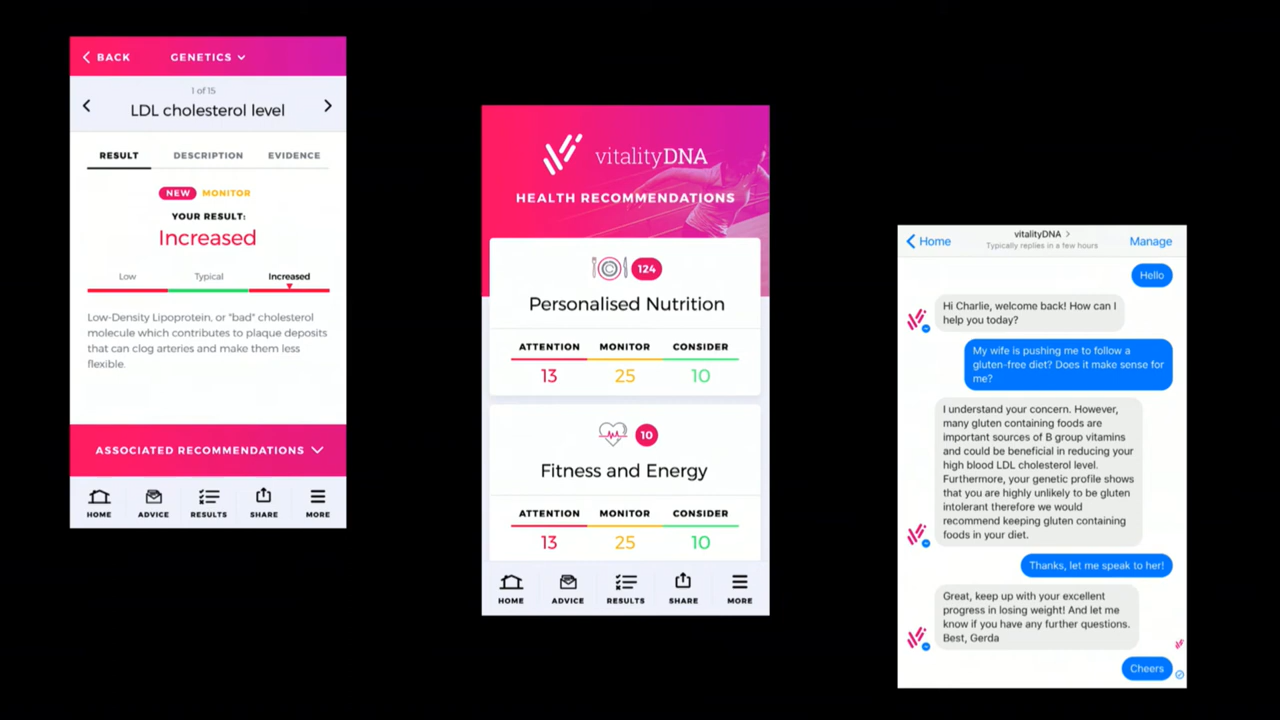 BACK
GENETICS
1 of 15
LDL cholesterol level
RESULT DESCRIPTION EVIDENCE
NEW MONITOR
YOUR RESULT:
Increased
Low Typical Increased
Low-Density Lipoprotein, or "bad" cholesterol
molecule which contributes to plaque deposits
that can clog arteries and make them less
flexible.
ASSOCIATED RECOMMENDATIONS
HOME ADVICE RESULTS SHARE MORE
vitalityDNA
HEALTH RECOMMENDATIONS
124
Personalised Nutrition
ATTENTION MONITOR CONSIDER
13 25 10
10
Fitness and Energy
ATTENTION MONITOR CONSIDER
13 25 10
HOME ADVICE RESULTS SHARE MORE
Home
vitalityDNA
Typically replies in a few hours
Manage
Hello
Hi Charlie, welcome back! How can I
help you today?
My wife is pushing me to follow a
gluten-free diet? Does it make sense for
me?
I understand your concern. However,
many gluten containing foods are
important sources of B group vitamins
and could be beneficial in reducing your
high blood LDL cholesterol level.
Furthermore, your genetic profile shows
that you are highly unlikely to be gluten
intolerant therefore we would
recommend keeping gluten containing
foods in your diet.
Thanks, let me speak to her!
Great, keep up with your excellent
progress in losing weight! And let me
know if you have any further questions.
Best, Gerda
Cheers